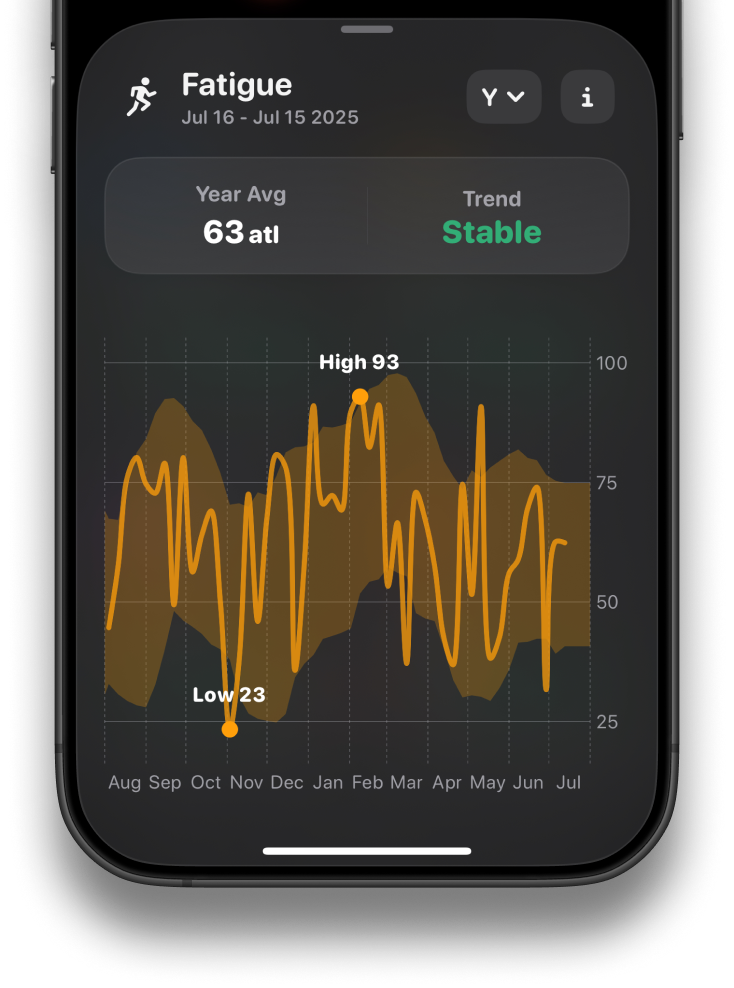 Fatigue
Jul 16 - Jul 15 2025
Y
i
Year Avg
63 atl
Trend
Stable
High 93
100
75
50
Low 23
25
Aug Sep Oct Nov Dec Jan Feb Mar Apr May Jun Jul